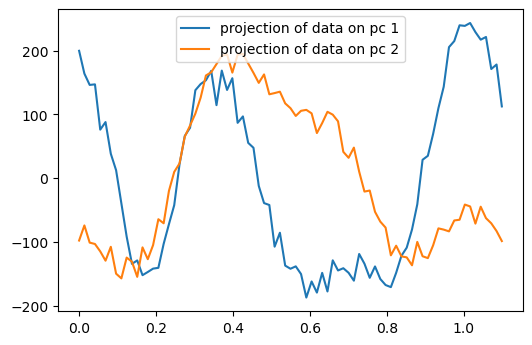 projection of data on pc 1
projection of data on pc 2
200
100
0
−100
−200
0.0 0.2 0.4 0.6 0.8 1.0